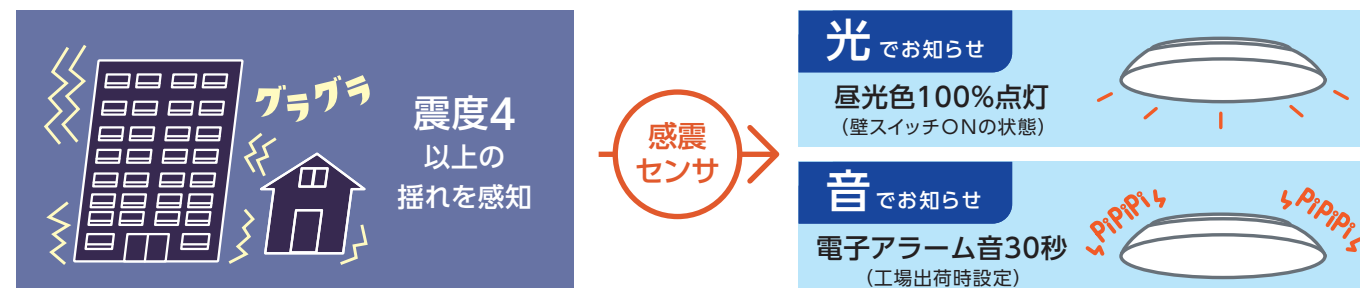 グラグラ
震度4
以上の
揺れを感知
感震
センサ
光でお知らせ
昼光色100%点灯
（壁スイッチONの状態）
音でお知らせ
電子アラーム音30秒
（工場出荷時設定）
PiPiPi
PiPiPi